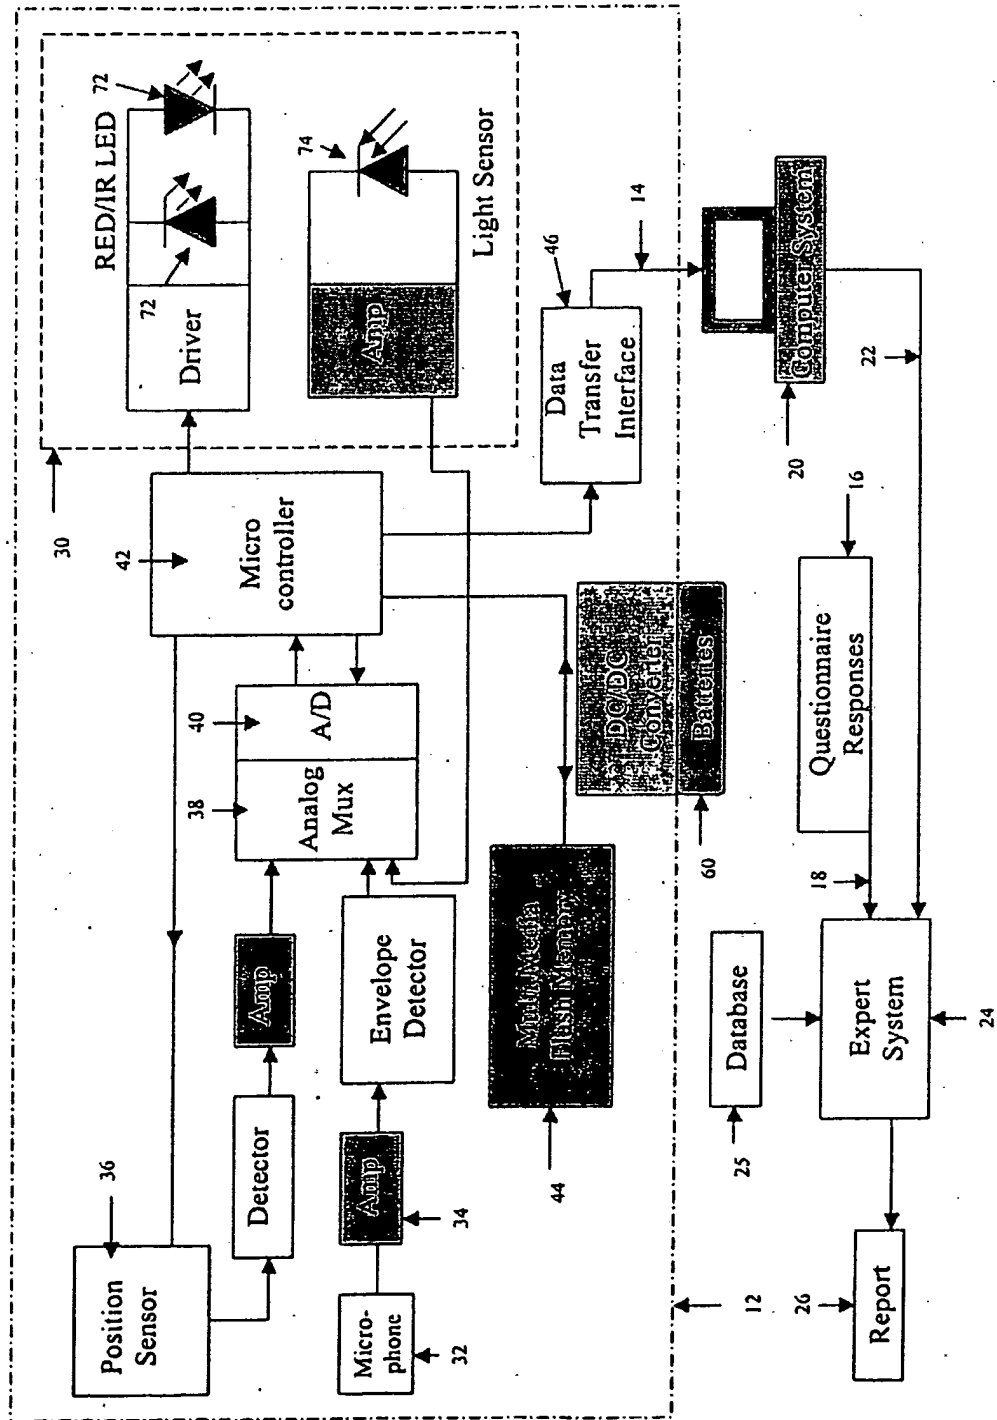 RED/IR LED
72
72
Driver
74
Amp
Light Sensor
30
42
Micro
controller
46
Data
Transfer
Interface
14
40
A/D
38
Analog
Mux
Amp
Envelope
Detector
36
Position
Sensor
Detector
Amp
34
Micro-
phone
32
Multi Media
Flash Memory
44
DC/DC
Converter
Batteries
60
Computer System
20
22
16
Questionnaire
Responses
18
Database
25
Expert
System
24
12
26
Report